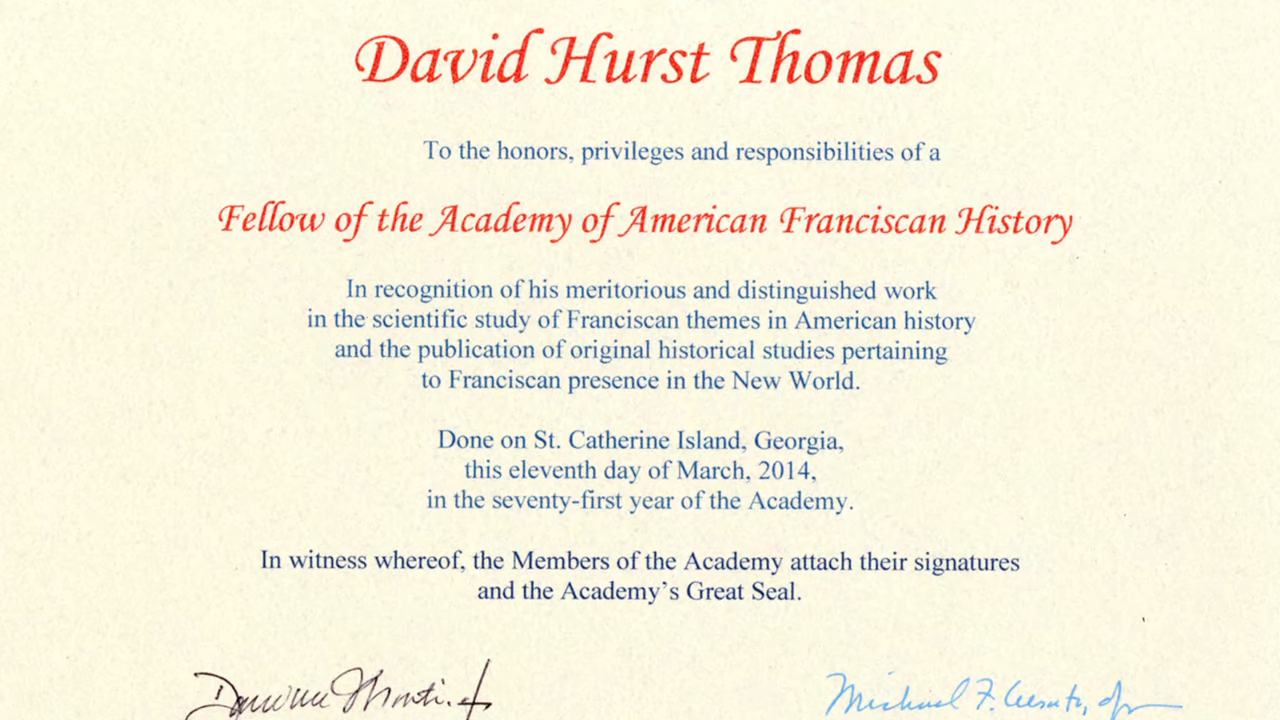 David Hurst Thomas
To the honors, privileges and responsibilities of a
Fellow of the Academy of American Franciscan History
In recognition of his meritorious and distinguished work
in the scientific study of Franciscan themes in American history
and the publication of original historical studies pertaining
to Franciscan presence in the New World.
Done on St. Catherine Island, Georgia,
this eleventh day of March, 2014,
in the seventy-first year of the Academy.
In witness whereof, the Members of the Academy attach their signatures
and the Academy's Great Seal.
Michael F.